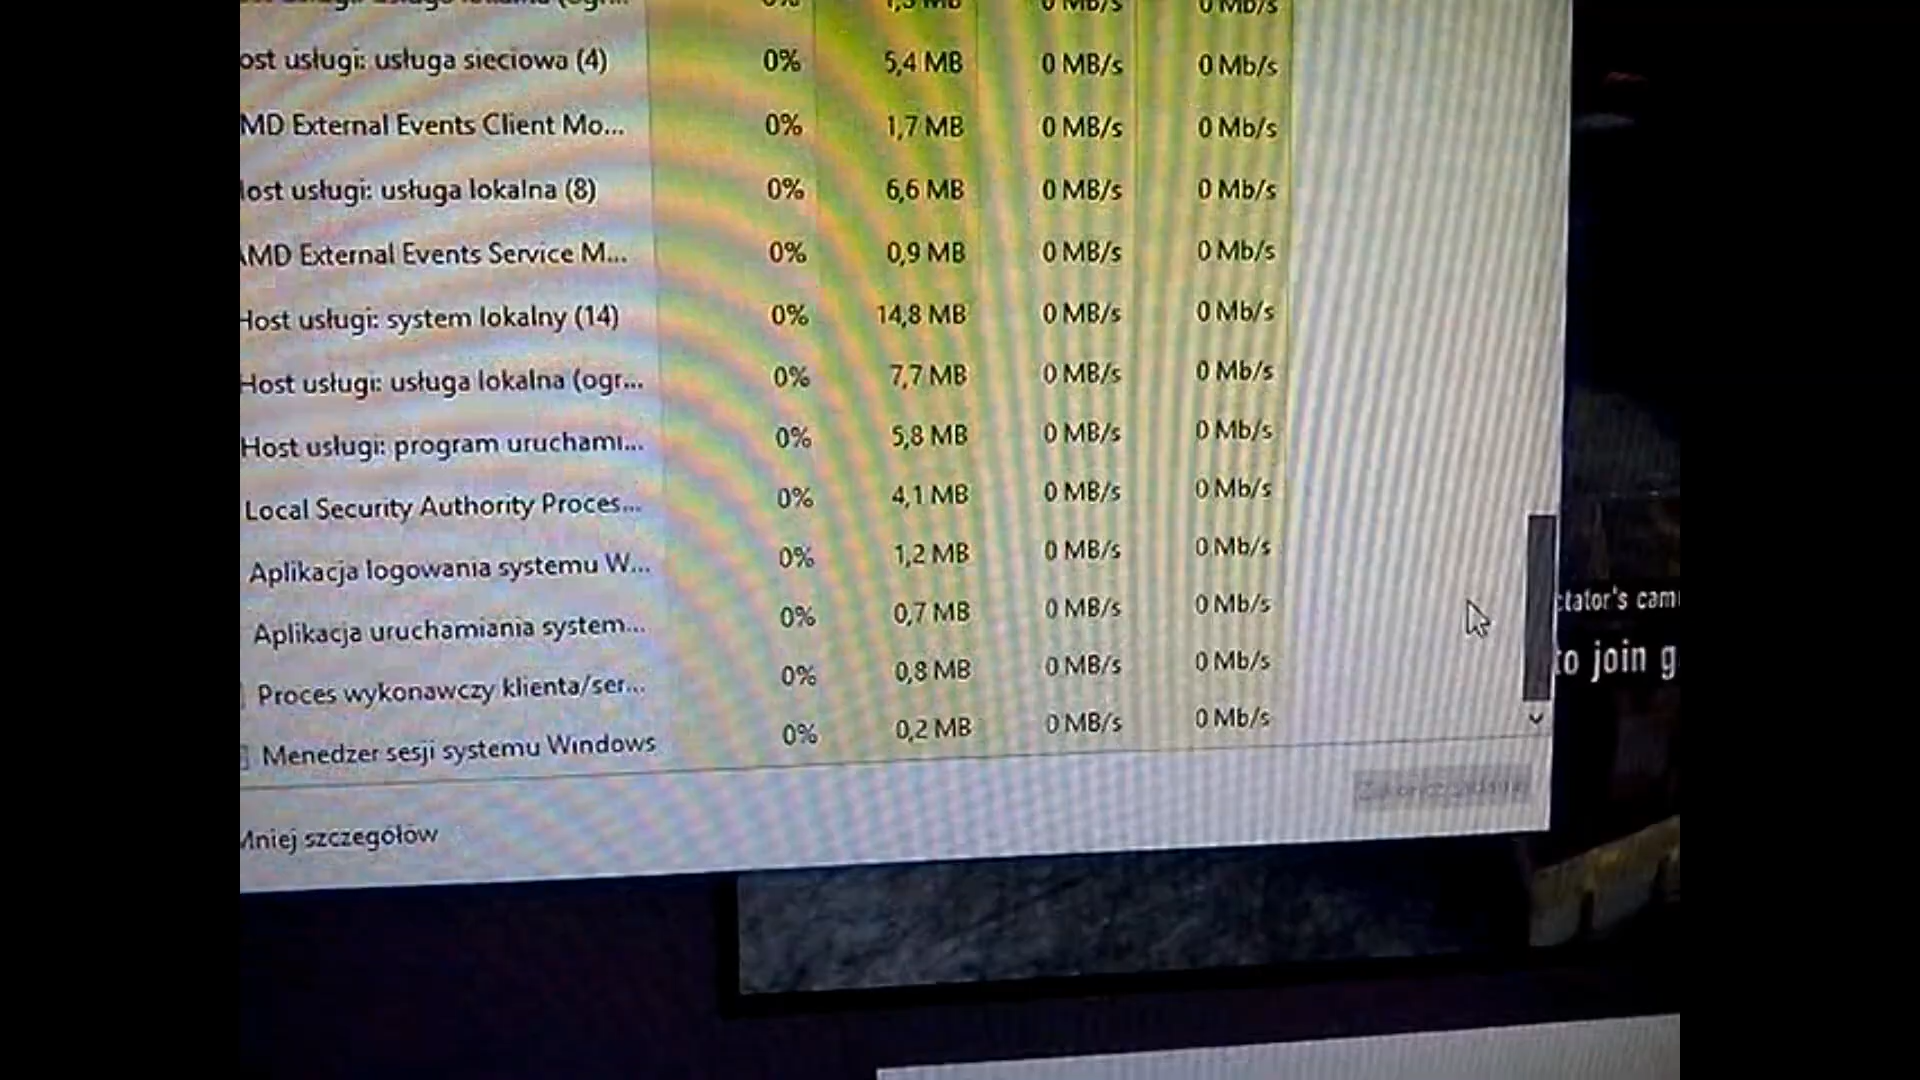 ost usługi: usługa sieciowa (4) 0% 5,4 MB 0 MB/s 0 Mb/s
MD External Events Client Mo... 0% 1,7 MB 0 MB/s 0 Mb/s
lost usługi: usługa lokalna (8) 0% 6,6 MB 0 MB/s 0 Mb/s
AMD External Events Service M... 0% 0,9 MB 0 MB/s 0 Mb/s
Host usługi: system lokalny (14) 0% 14,8 MB 0 MB/s 0 Mb/s
Host usługi: usługa lokalna (ogr... 0% 7,7 MB 0 MB/s 0 Mb/s
Host usługi: program uruchami... 0% 5,8 MB 0 MB/s 0 Mb/s
Local Security Authority Proces... 0% 4,1 MB 0 MB/s 0 Mb/s
Aplikacja logowania systemu W... 0% 1,2 MB 0 MB/s 0 Mb/s
Aplikacja uruchamiania system... 0% 0,7 MB 0 MB/s 0 Mb/s
Proces wykonawczy klienta/ser... 0% 0,8 MB 0 MB/s 0 Mb/s
Menedżer sesji systemu Windows 0% 0,2 MB 0 MB/s 0 Mb/s
Mniej szczegółów
ctator's cam
to join g